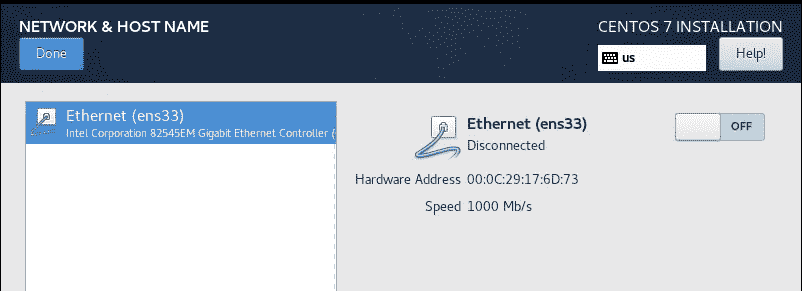 NETWORK & HOST NAME
CENTOS 7 INSTALLATION
Done
us
Help!
Ethernet (ens33)
Intel Corporation 82545EM Gigabit Ethernet Controller (
Ethernet (ens33)
Disconnected
OFF
Hardware Address 00:0C:29:17:6D:73
Speed 1000 Mb/s